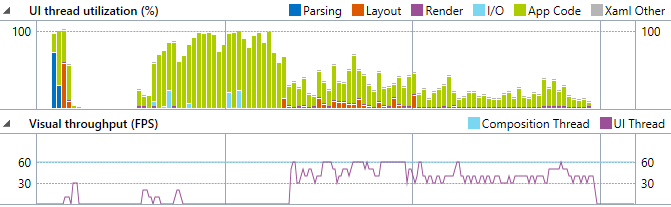 UI thread utilization (%) Parsing Layout Render I/O App Code Xaml Other
100 100
Visual throughput (FPS) Composition Thread UI Thread
60 60
30 30